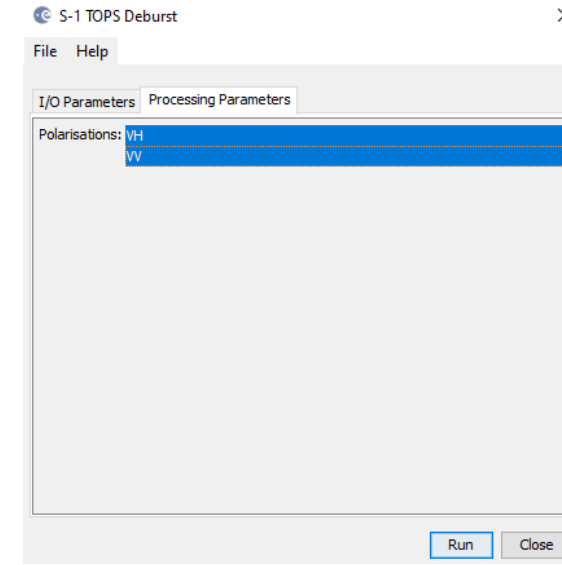 S-1 TOPS Deburst
File Help
I/O Parameters Processing Parameters
Polarisations: VH
VV
Run Close